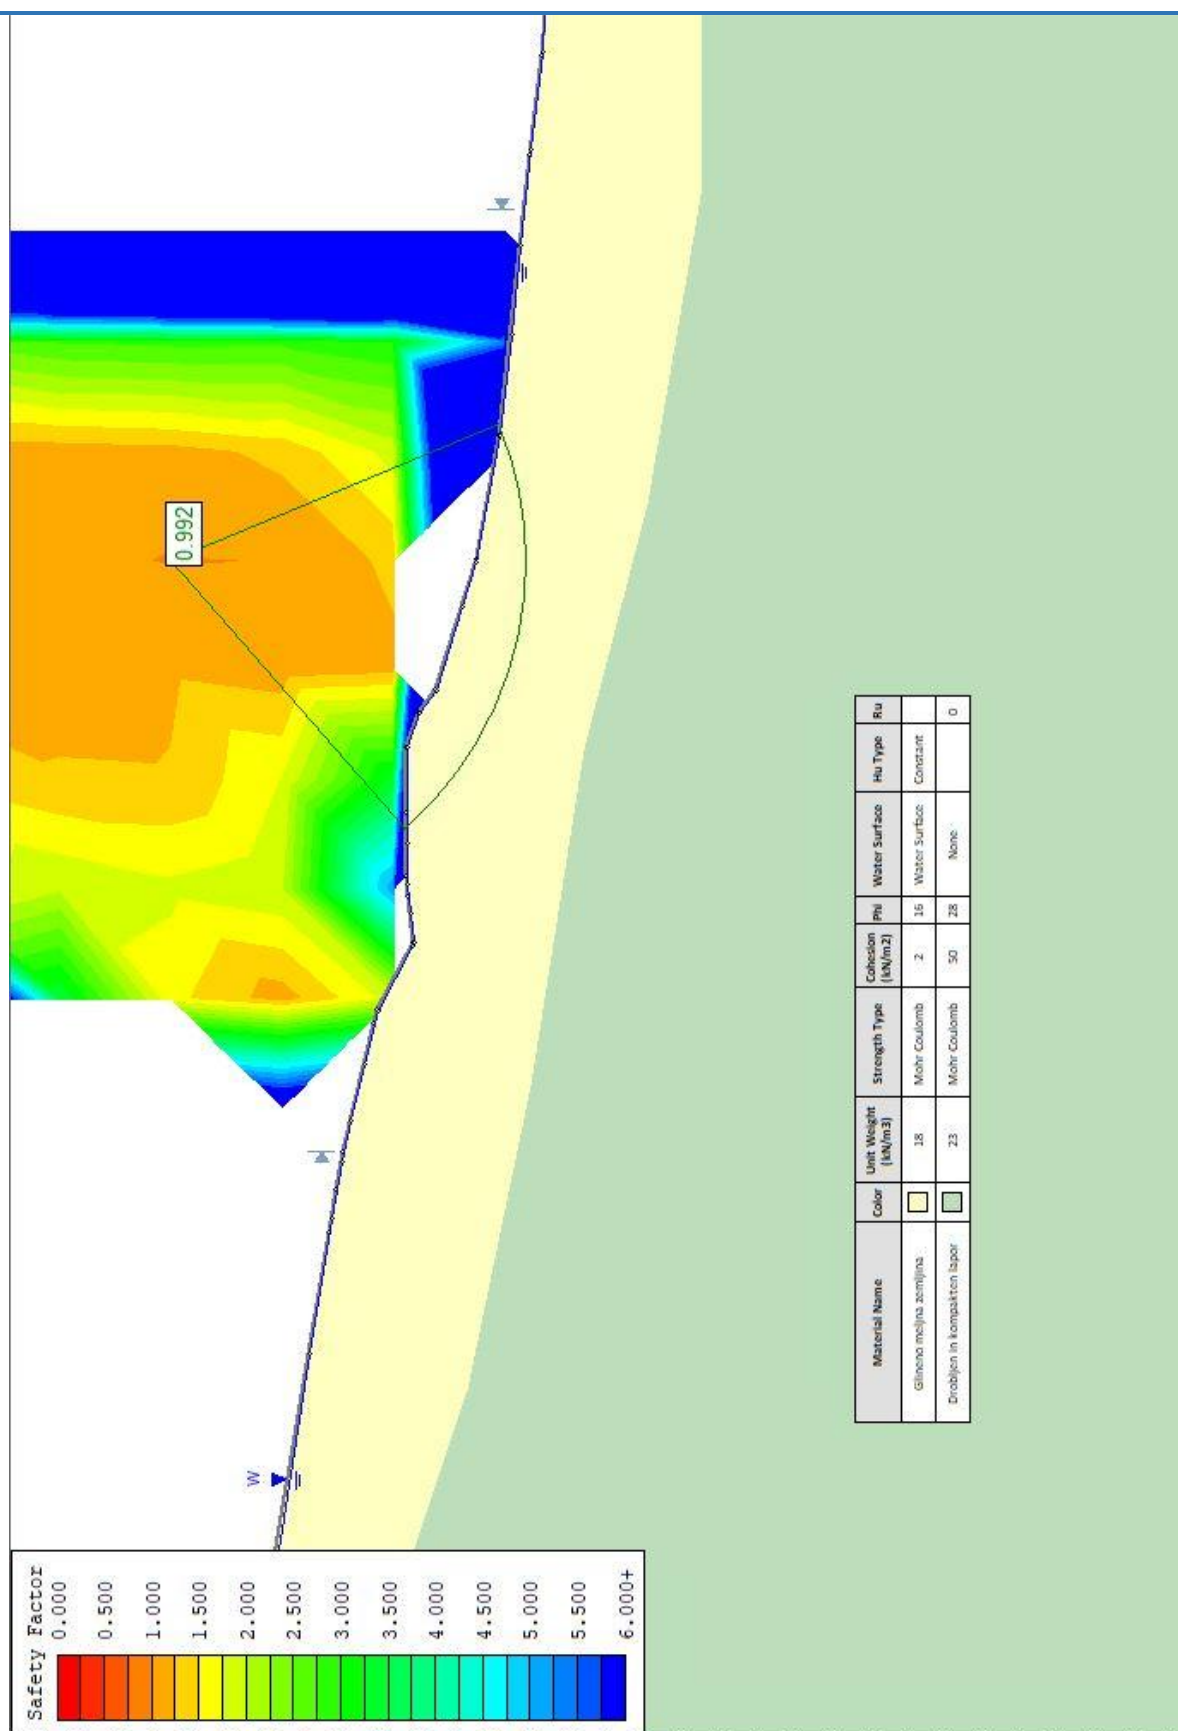 Safety Factor
0.000
0.500
1.000
1.500
2.000
2.500
3.000
3.500
4.000
4.500
5.000
5.500
6.000+
W
0.992
Material Name Color Unit Weight (kN/m3) Strength Type Cohesion (kN/m2) Phi Water Surface Hu Type Ru
Glineno meljna zemljina 18 Mohr Coulomb 2 16 Water Surface Constant
Drobljen in kompakten lapor 23 Mohr Coulomb 50 28 None 0